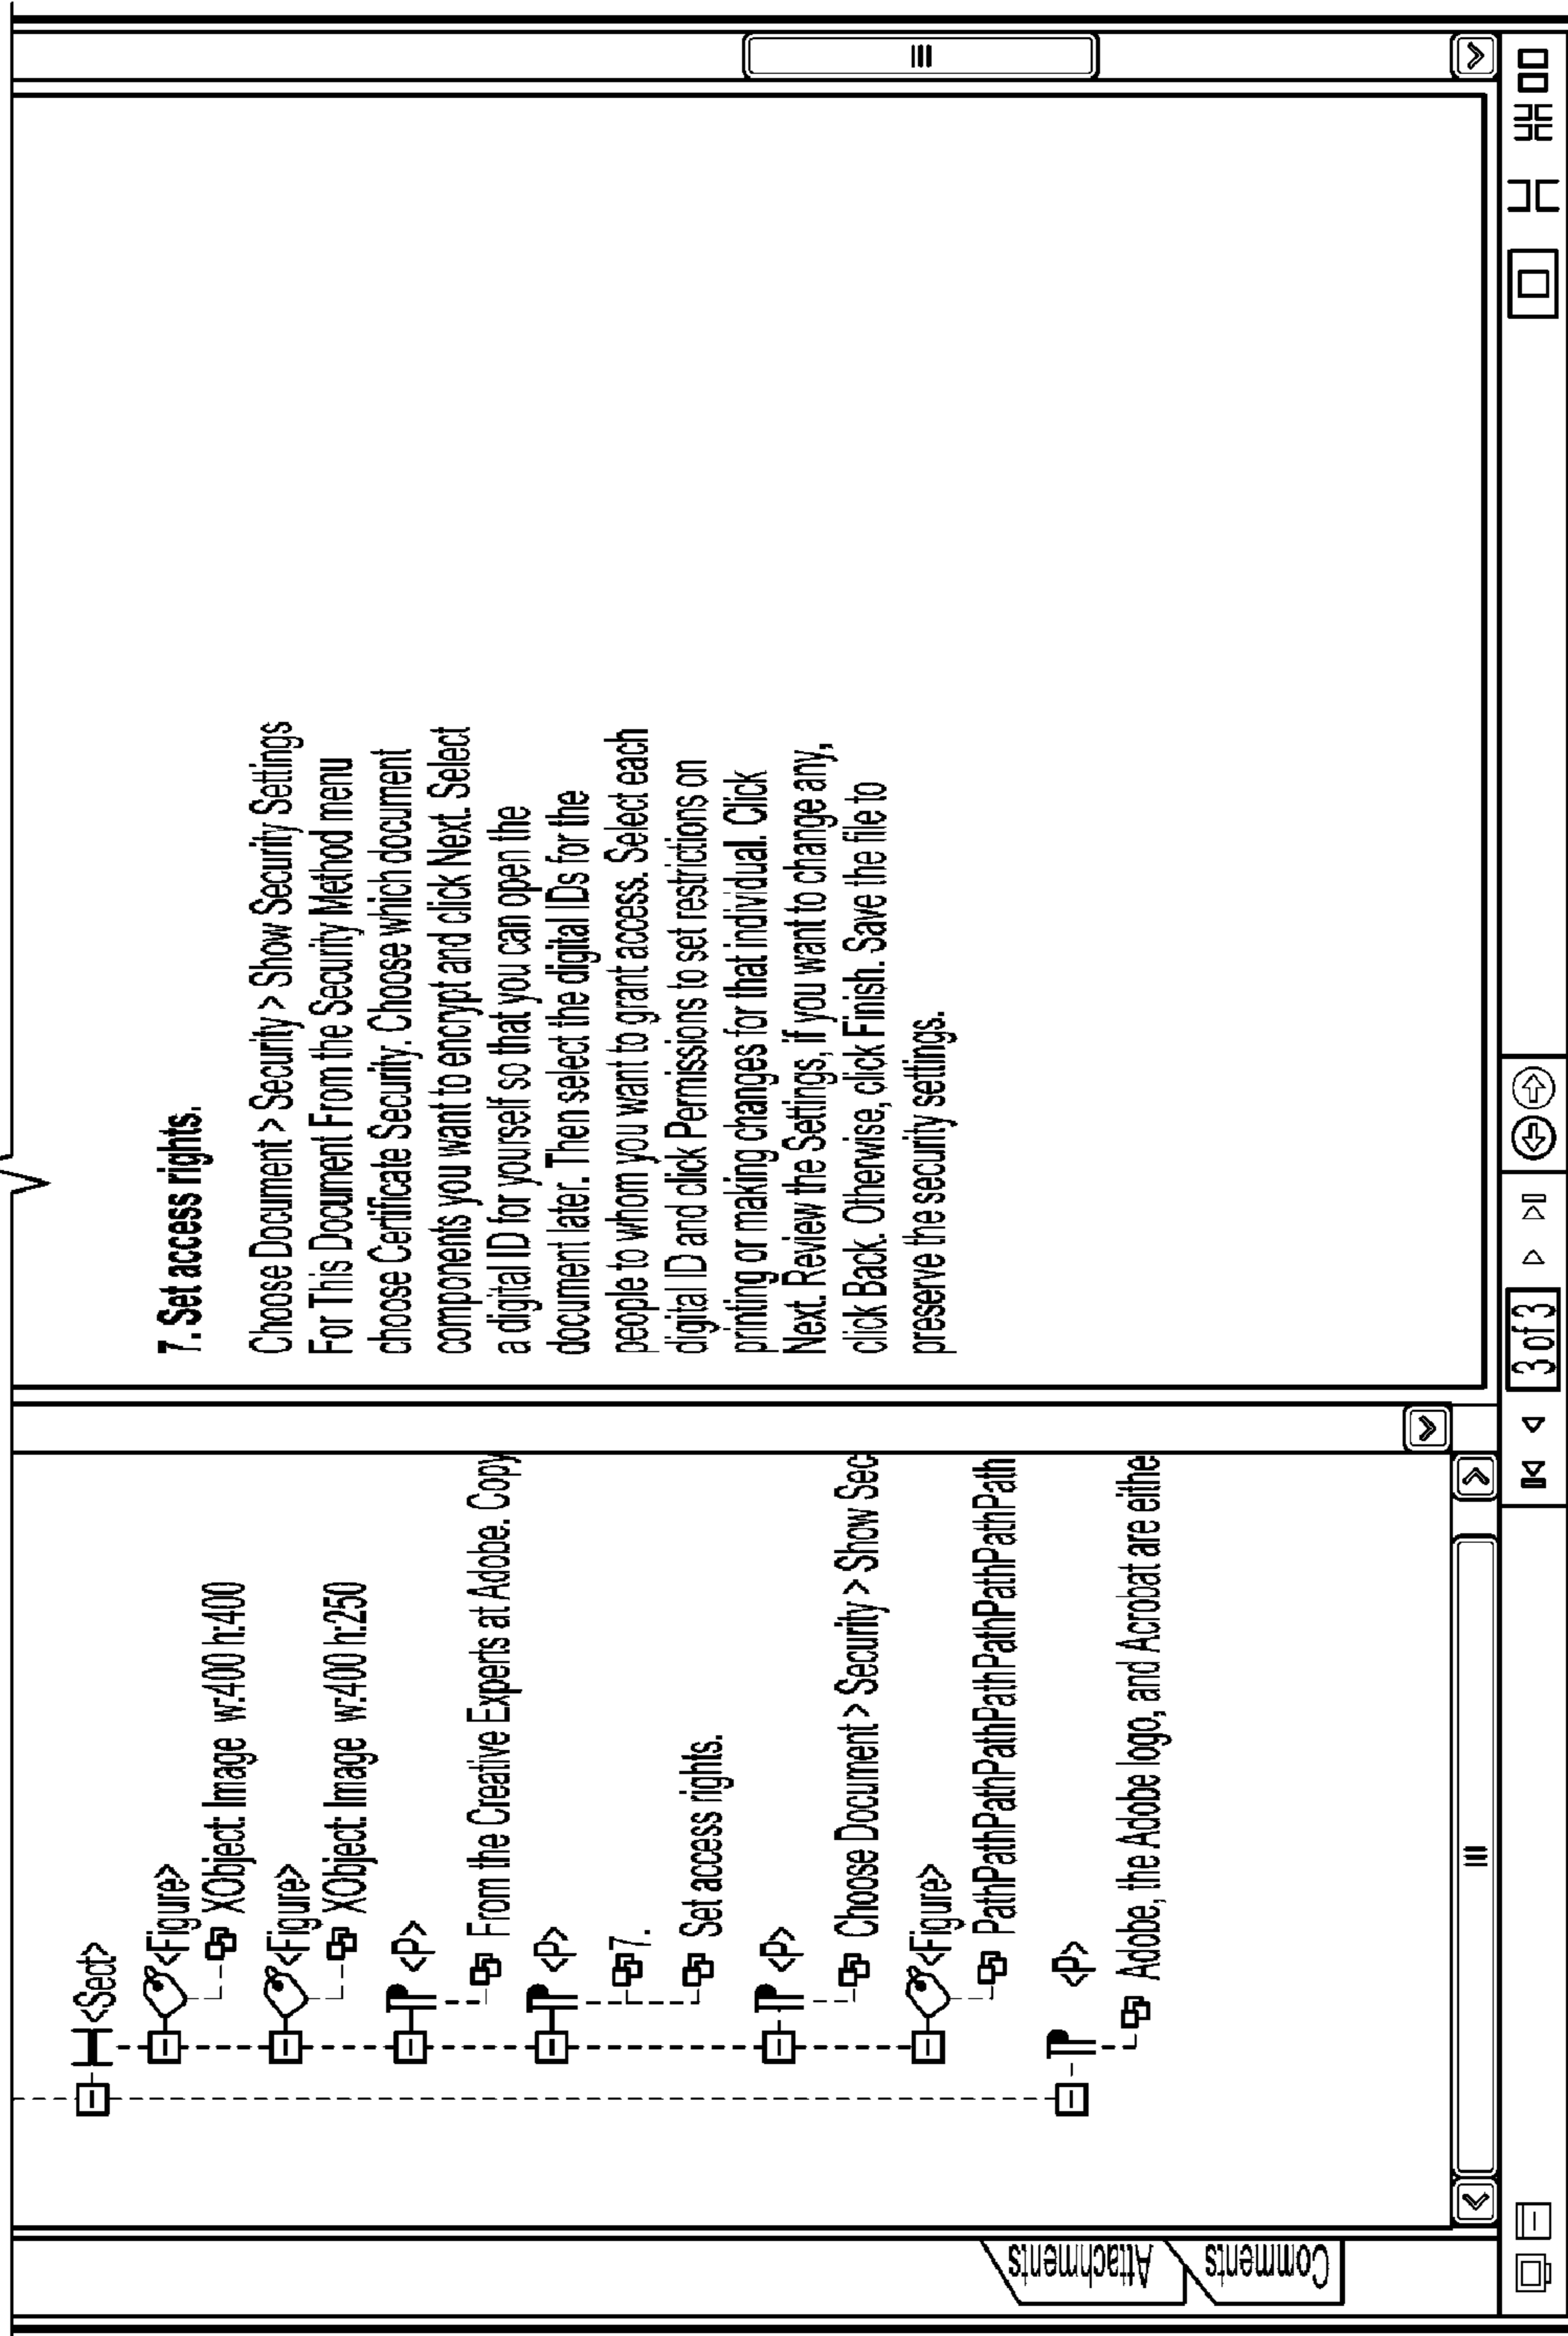 <Sect>
<Figure>
XObject: Image w:400 h:400
<Figure>
XObject: Image w:400 h:250
<P>
From the Creative Experts at Adobe. Copy
<P>
7.
Set access rights.
<P>
Choose Document > Security > Show Sec
<Figure>
PathPathPathPathPathPathPathPath
<P>
Adobe, the Adobe logo, and Acrobat are eithe
Attachments
Comments
7. Set access rights.
Choose Document > Security > Show Security Settings
For This Document From the Security Method menu
choose Certificate Security. Choose which document
components you want to encrypt and click Next. Select
a digital ID for yourself so that you can open the
document later. Then select the digital IDs for the
people to whom you want to grant access. Select each
digital ID and click Permissions to set restrictions on
printing or making changes for that individual. Click
Next. Review the Settings, if you want to change any,
click Back. Otherwise, click Finish. Save the file to
preserve the security settings.
3 of 3